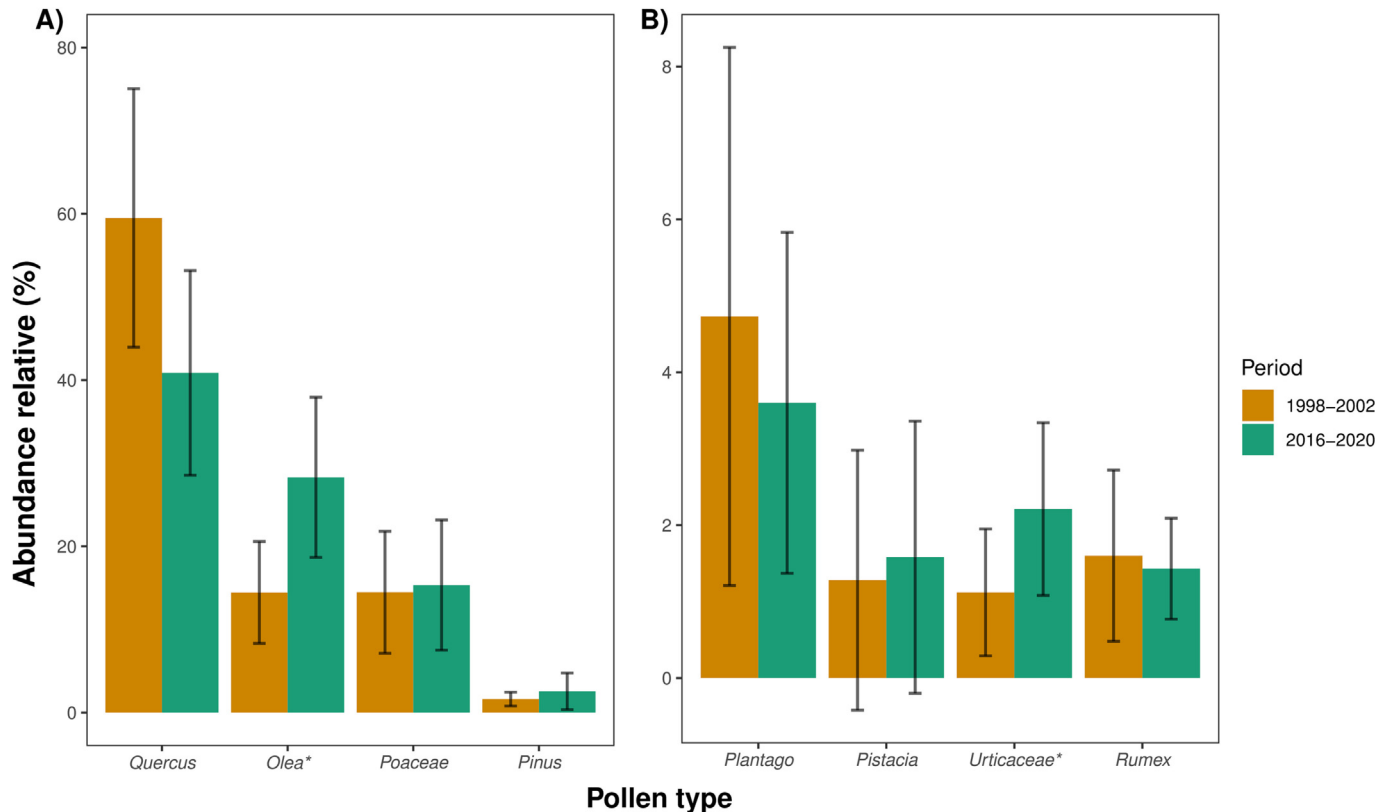 A)
B)
Abundance relative (%)
80
60
40
20
0
Quercus
Olea*
Poaceae
Pinus
8
6
4
2
0
Plantago
Pistacia
Urticaceae*
Rumex
Pollen type
Period
1998–2002
2016–2020